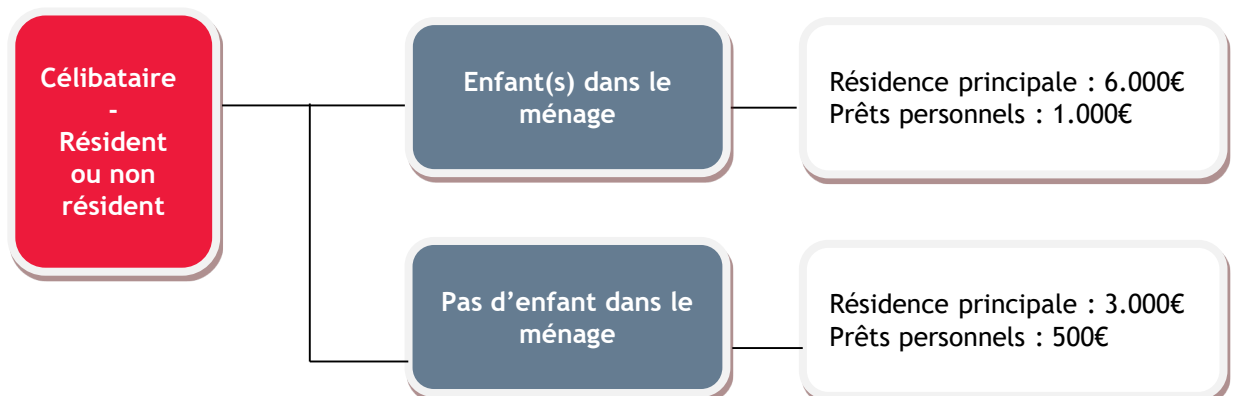 Célibataire
-
Résident
ou non
résident
Enfant(s) dans le
ménage
Résidence principale : 6.000€
Prêts personnels : 1.000€
Pas d’enfant dans le
ménage
Résidence principale : 3.000€
Prêts personnels : 500€